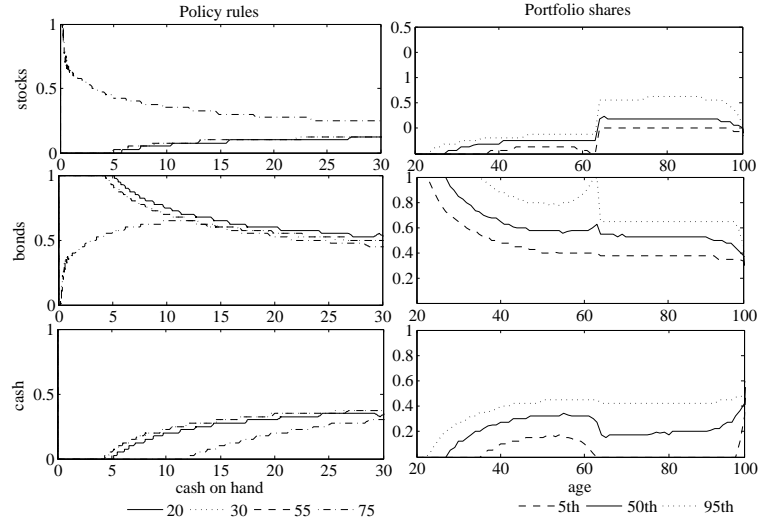 Policy rules
Portfolio shares
stocks
1
0.5
0
0 5 10 15 20 25 30
0.5
0
0.5
0
20 40 60 80 100
bonds
1
0.5
0
0 5 10 15 20 25 30
1
0.8
0.6
0.4
0.2
20 40 60 80 100
cash
1
0.5
0
0 5 10 15 20 25 30
cash on hand
1
0.8
0.6
0.4
0.2
20 40 60 80 100
age
20 30 55 75
5th 50th 95th